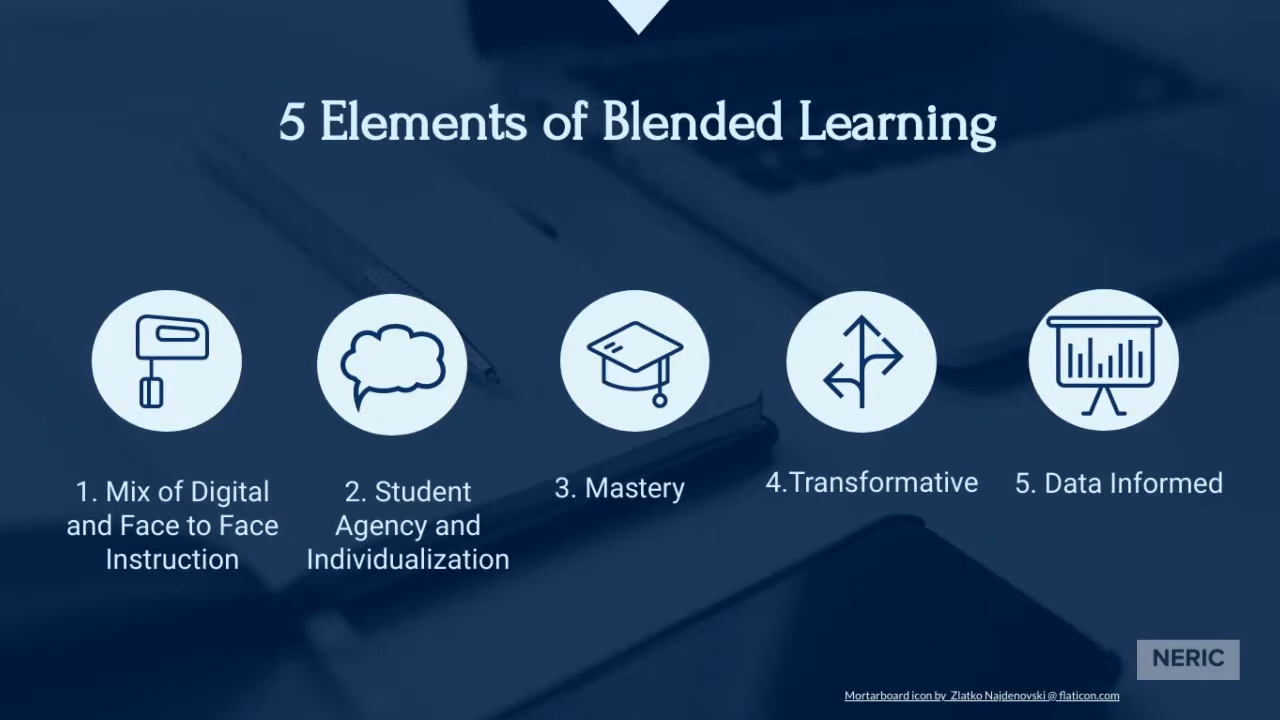 5 Elements of Blended Learning
1. Mix of Digital
and Face to Face
Instruction
2. Student
Agency and
Individualization
3. Mastery
4.Transformative
5. Data Informed
NERIC
Mortarboard icon by Zlatko Najdenovski @ flaticon.com